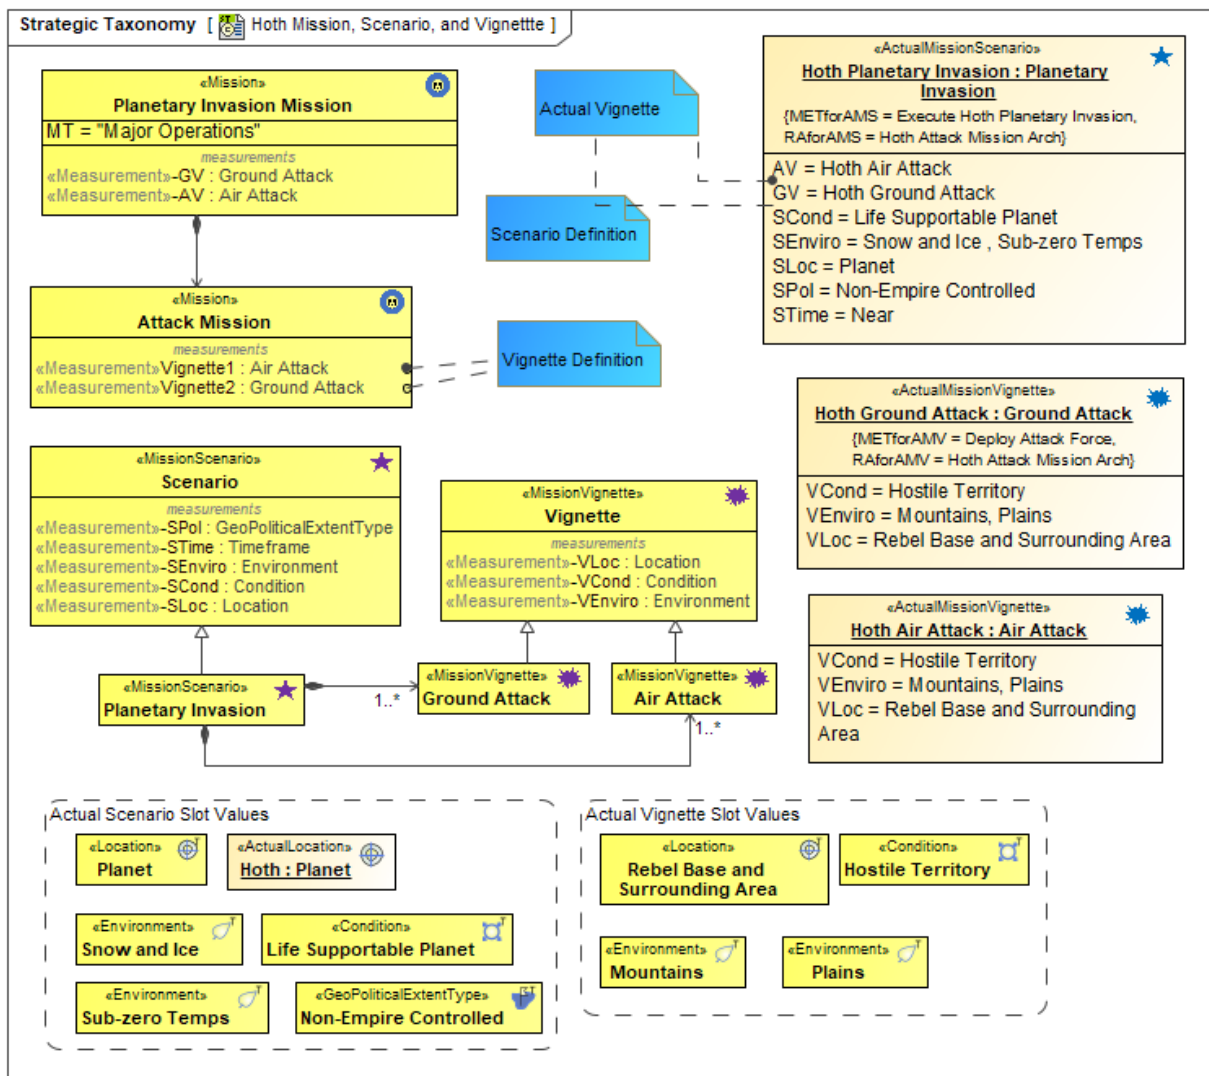 Strategic Taxonomy [ Hoth Mission, Scenario, and Vignettte ]
«Mission»
Planetary Invasion Mission
MT = "Major Operations"
measurements
«Measurement»-GV : Ground Attack
«Measurement»-AV : Air Attack
«Mission»
Attack Mission
measurements
«Measurement»Vignette1 : Air Attack
«Measurement»Vignette2 : Ground Attack
Actual Vignette
Scenario Definition
Vignette Definition
«ActualMissionScenario»
Hoth Planetary Invasion : Planetary
Invasion
{METforAMS = Execute Hoth Planetary Invasion,
RAforAMS = Hoth Attack Mission Arch}
AV = Hoth Air Attack
GV = Hoth Ground Attack
SCond = Life Supportable Planet
SEnviro = Snow and Ice , Sub-zero Temps
SLoc = Planet
SPol = Non-Empire Controlled
STime = Near
«ActualMissionVignette»
Hoth Ground Attack : Ground Attack
{METforAMV = Deploy Attack Force,
RAforAMV = Hoth Attack Mission Arch}
VCond = Hostile Territory
VEnviro = Mountains, Plains
VLoc = Rebel Base and Surrounding Area
«ActualMissionVignette»
Hoth Air Attack : Air Attack
VCond = Hostile Territory
VEnviro = Mountains, Plains
VLoc = Rebel Base and Surrounding
Area
«MissionScenario»
Scenario
measurements
«Measurement»-SPol : GeoPoliticalExtentType
«Measurement»-STime : Timeframe
«Measurement»-SEnviro : Environment
«Measurement»-SCond : Condition
«Measurement»-SLoc : Location
«MissionVignette»
Vignette
measurements
«Measurement»-VLoc : Location
«Measurement»-VCond : Condition
«Measurement»-VEnviro : Environment
«MissionScenario»
Planetary Invasion
1..*
«MissionVignette»
Ground Attack
«MissionVignette»
Air Attack
1..*
Actual Scenario Slot Values
«Location»
Planet
«ActualLocation»
Hoth : Planet
«Environment»
Snow and Ice
«Condition»
Life Supportable Planet
«Environment»
Sub-zero Temps
«GeoPoliticalExtentType»
Non-Empire Controlled
Actual Vignette Slot Values
«Location»
Rebel Base and
Surrounding Area
«Condition»
Hostile Territory
«Environment»
Mountains
«Environment»
Plains